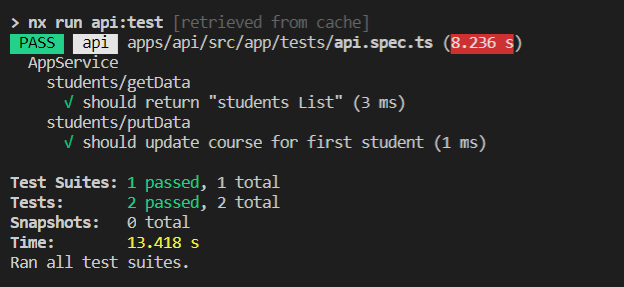 > nx run api:test [retrieved from cache]
PASS api apps/api/src/app/tests/api.spec.ts (8.236 s)
AppService
students/getData
√ should return "students List" (3 ms)
students/putData
√ should update course for first student (1 ms)
Test Suites: 1 passed, 1 total
Tests: 2 passed, 2 total
Snapshots: 0 total
Time: 13.418 s
Ran all test suites.